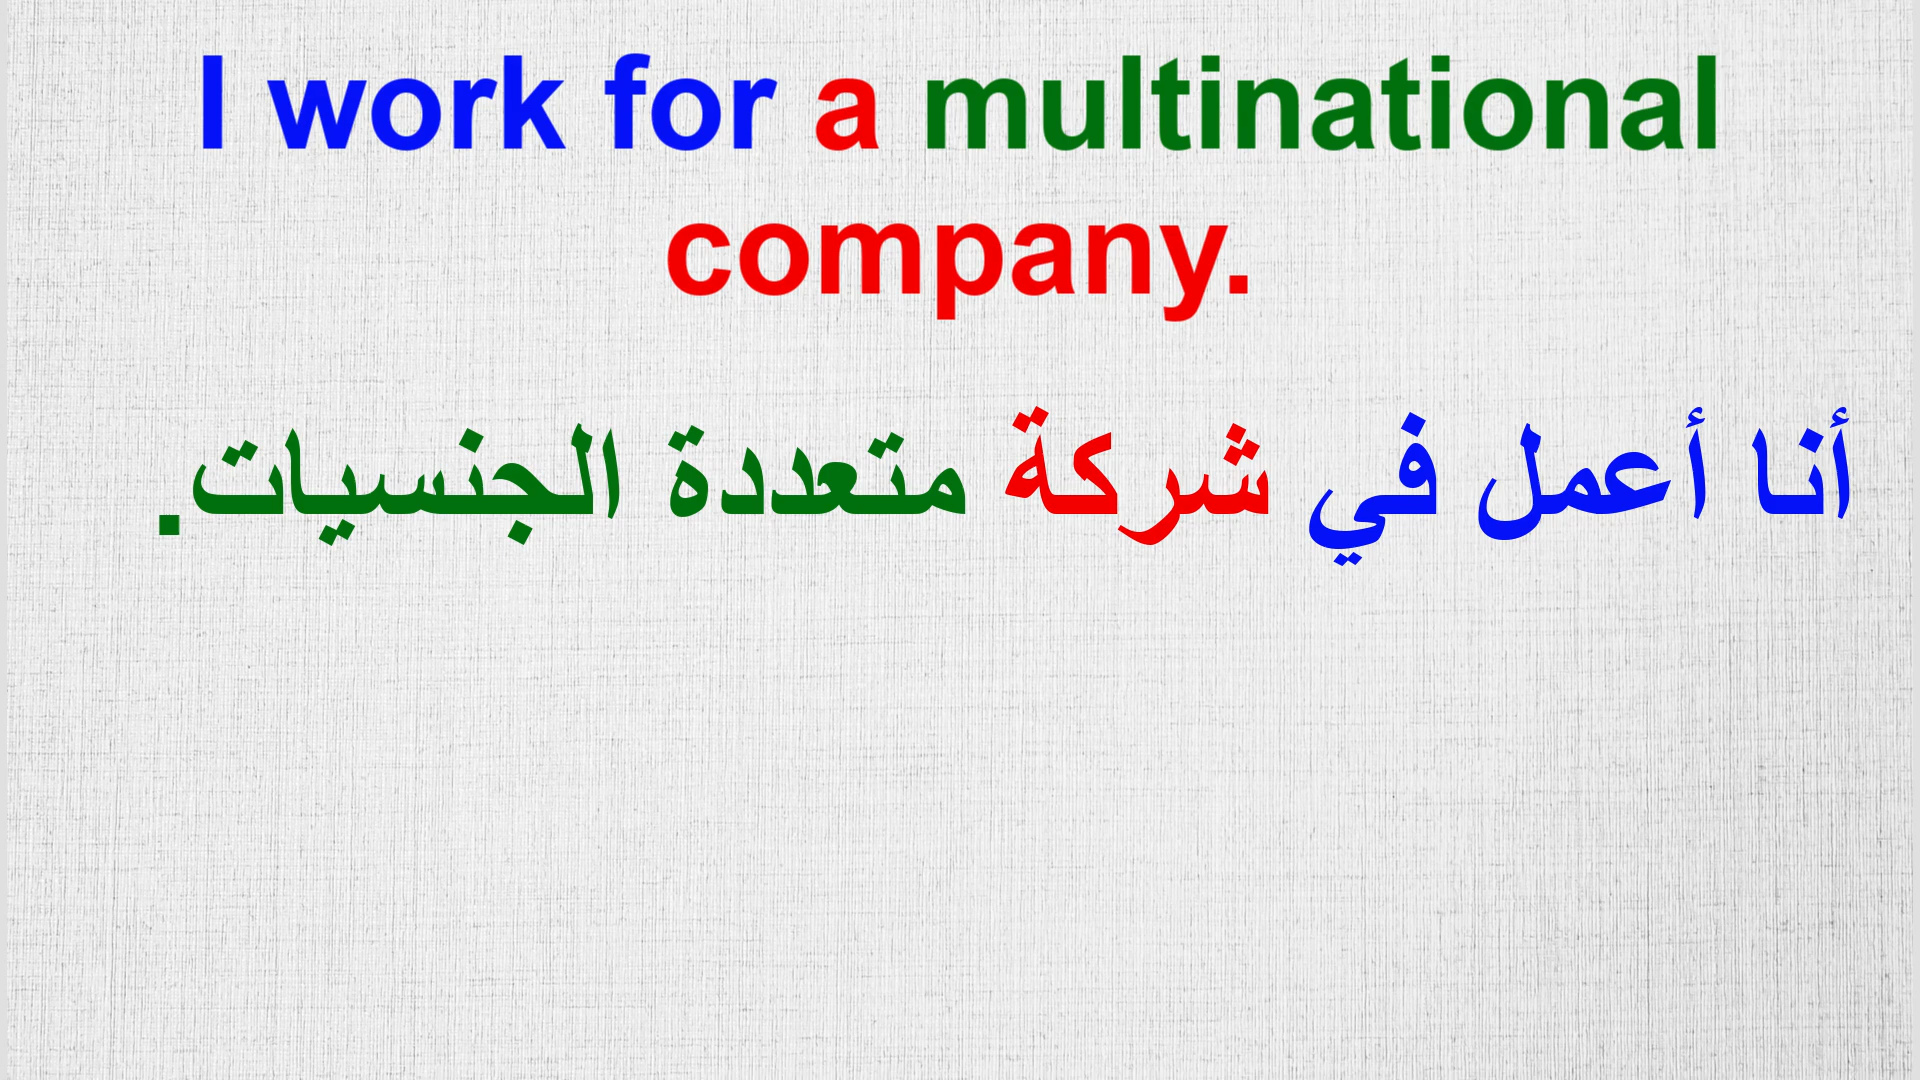 I work for a multinational
company.
أنا أعمل في شركة متعددة الجنسيات.